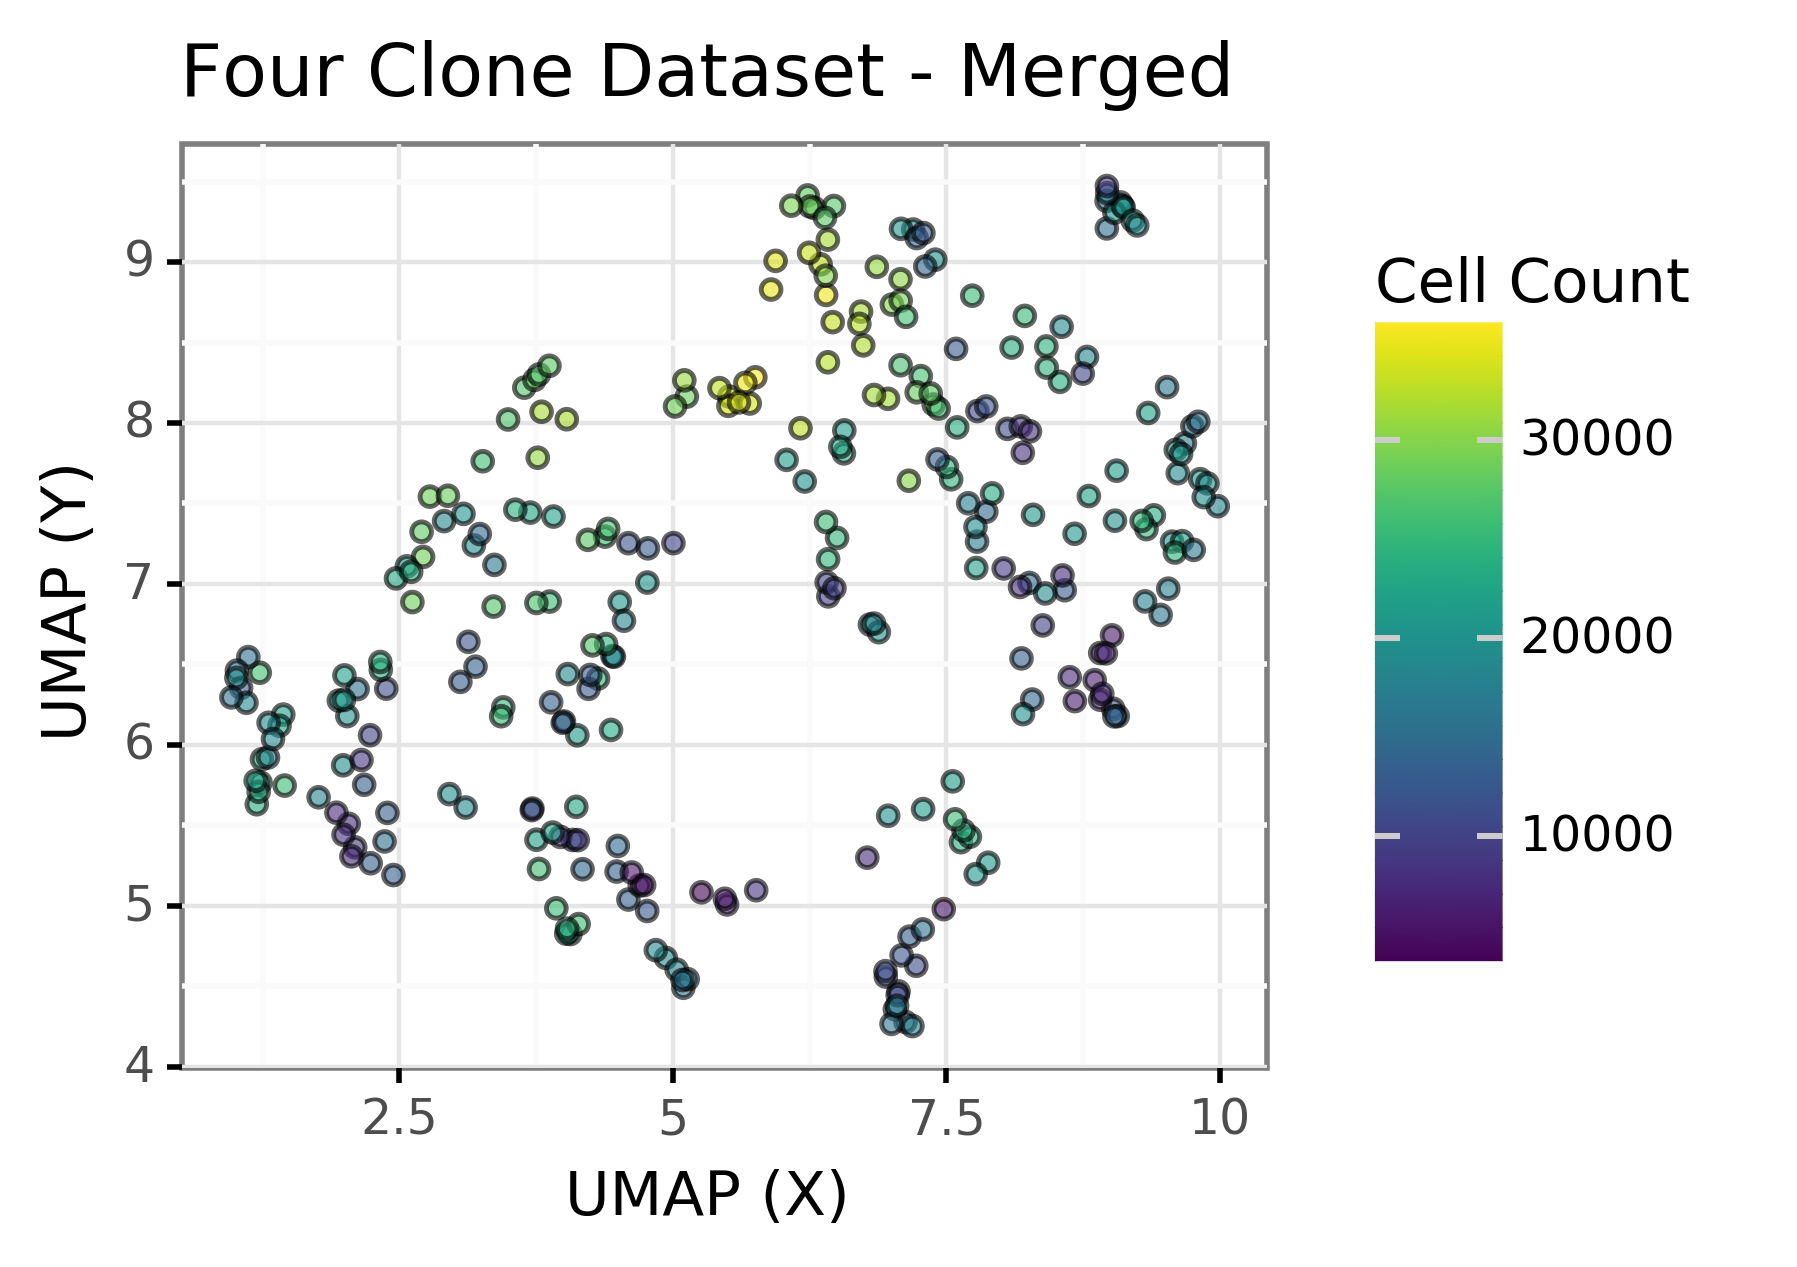 Four Clone Dataset - Merged
Cell Count
30000
20000
10000
UMAP (Y)
9
8
7
6
5
4
2.5 5 7.5 10
UMAP (X)